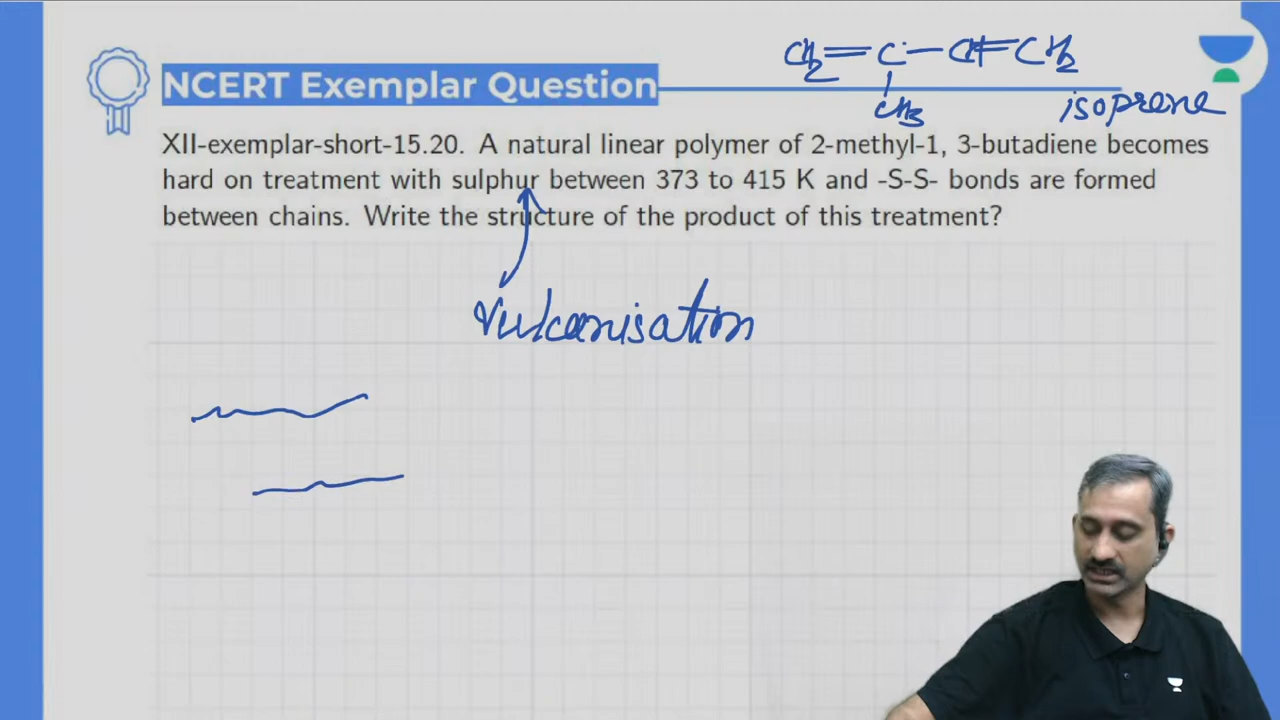 CH2=C-CH=CH2
CH3
isoprene
NCERT Exemplar Question
XII-exemplar-short-15.20. A natural linear polymer of 2-methyl-1, 3-butadiene becomes
hard on treatment with sulphur between 373 to 415 K and -S-S- bonds are formed
between chains. Write the structure of the product of this treatment?
vulcanisation